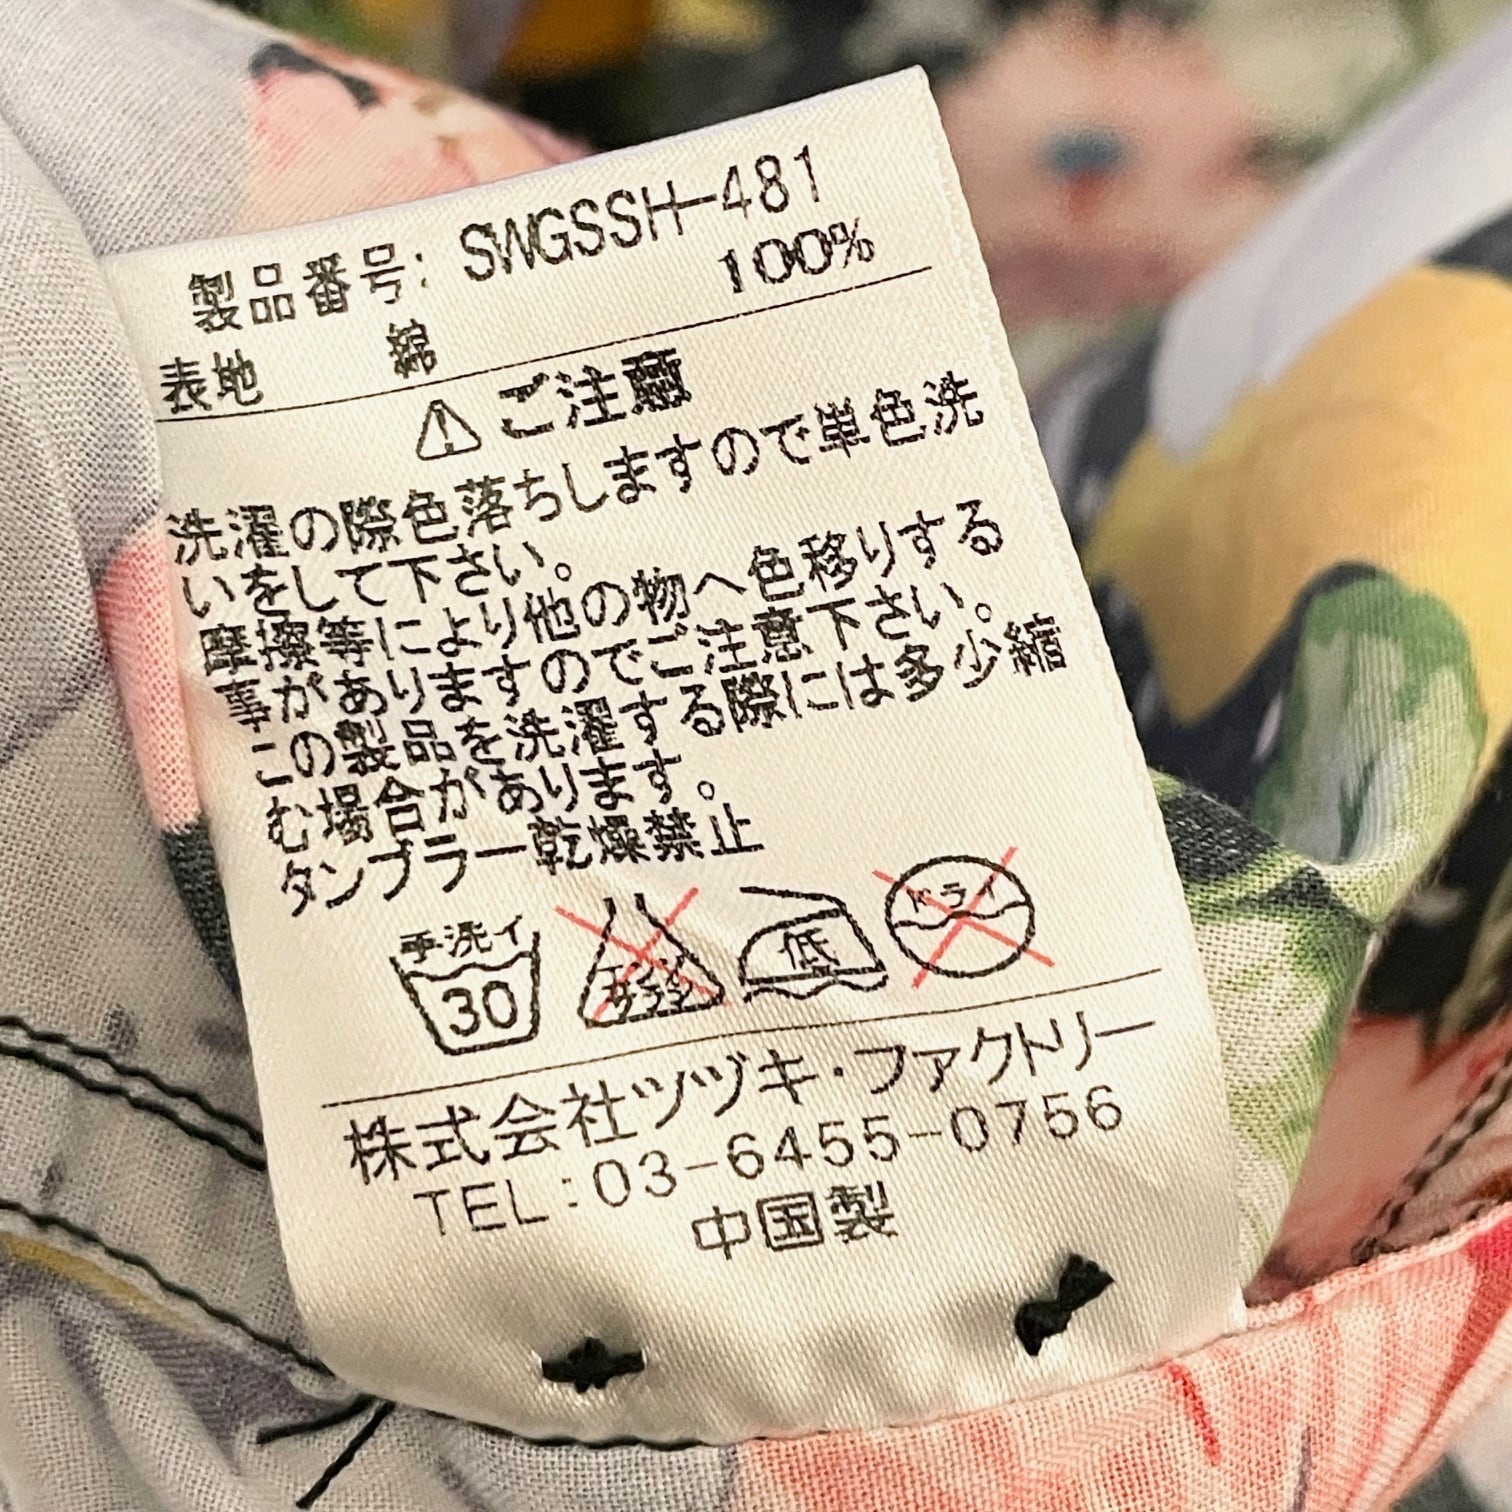 製品番号: SWGSSH-481
表地 綿 100%
ご注意
洗濯の際色落ちしますので単色洗
いをして下さい。
摩擦等により他の物へ色移りする
事がありますのでご注意下さい。
この製品を洗濯する際には多少縮
む場合があります。
タンブラー乾燥禁止
手洗イ
30
エンソ
サラシ
低
ドライ
株式会社ツヅキ・ファクトリー
TEL:03-6455-0756
中国製